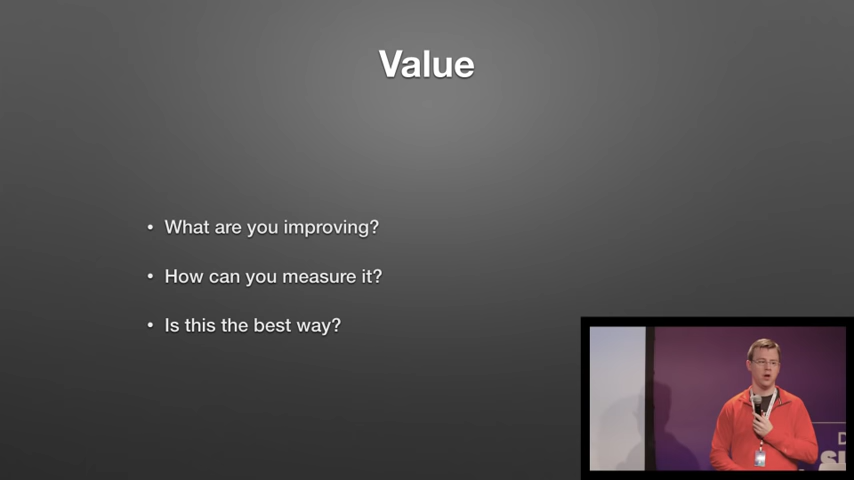 Value
• What are you improving?
• How can you measure it?
• Is this the best way?